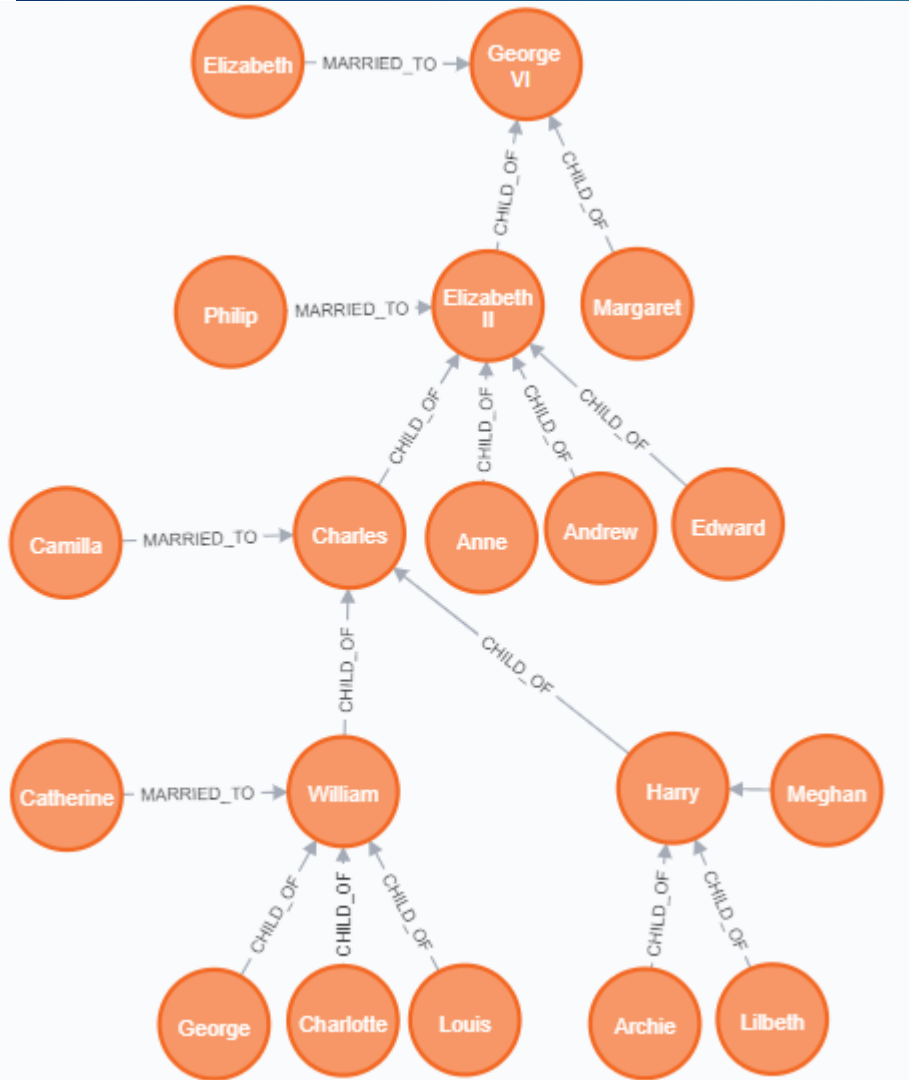 Elizabeth
MARRIED_TO
George
VI
CHILD_OF
CHILD_OF
Philip
MARRIED_TO
Elizabeth
II
Margaret
CHILD_OF
CHILD_OF
CHILD_OF
CHILD_OF
Camilla
MARRIED_TO
Charles
Anne
Andrew
Edward
CHILD_OF
CHILD_OF
Catherine
MARRIED_TO
William
Harry
Meghan
CHILD_OF
CHILD_OF
CHILD_OF
CHILD_OF
CHILD_OF
George
Charlotte
Louis
Archie
Lilbeth